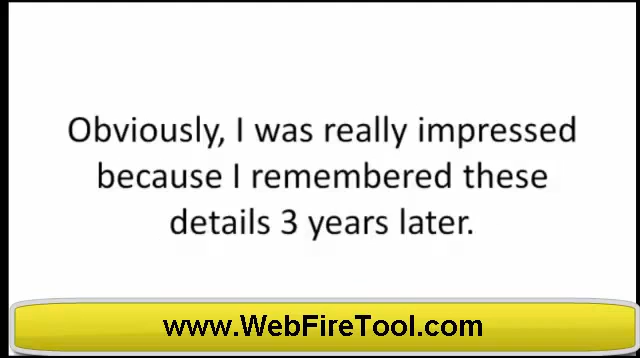 Obviously, I was really impressed
because I remembered these
details 3 years later.
www.WebFireTool.com